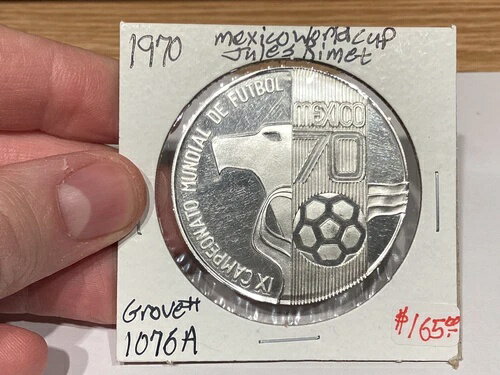 1970
mexico World Cup
Jules Rimet
IX CAMPEONATO MUNDIAL DE FUTBOL
MEXICO
70
Grove#
1076A
$165.00